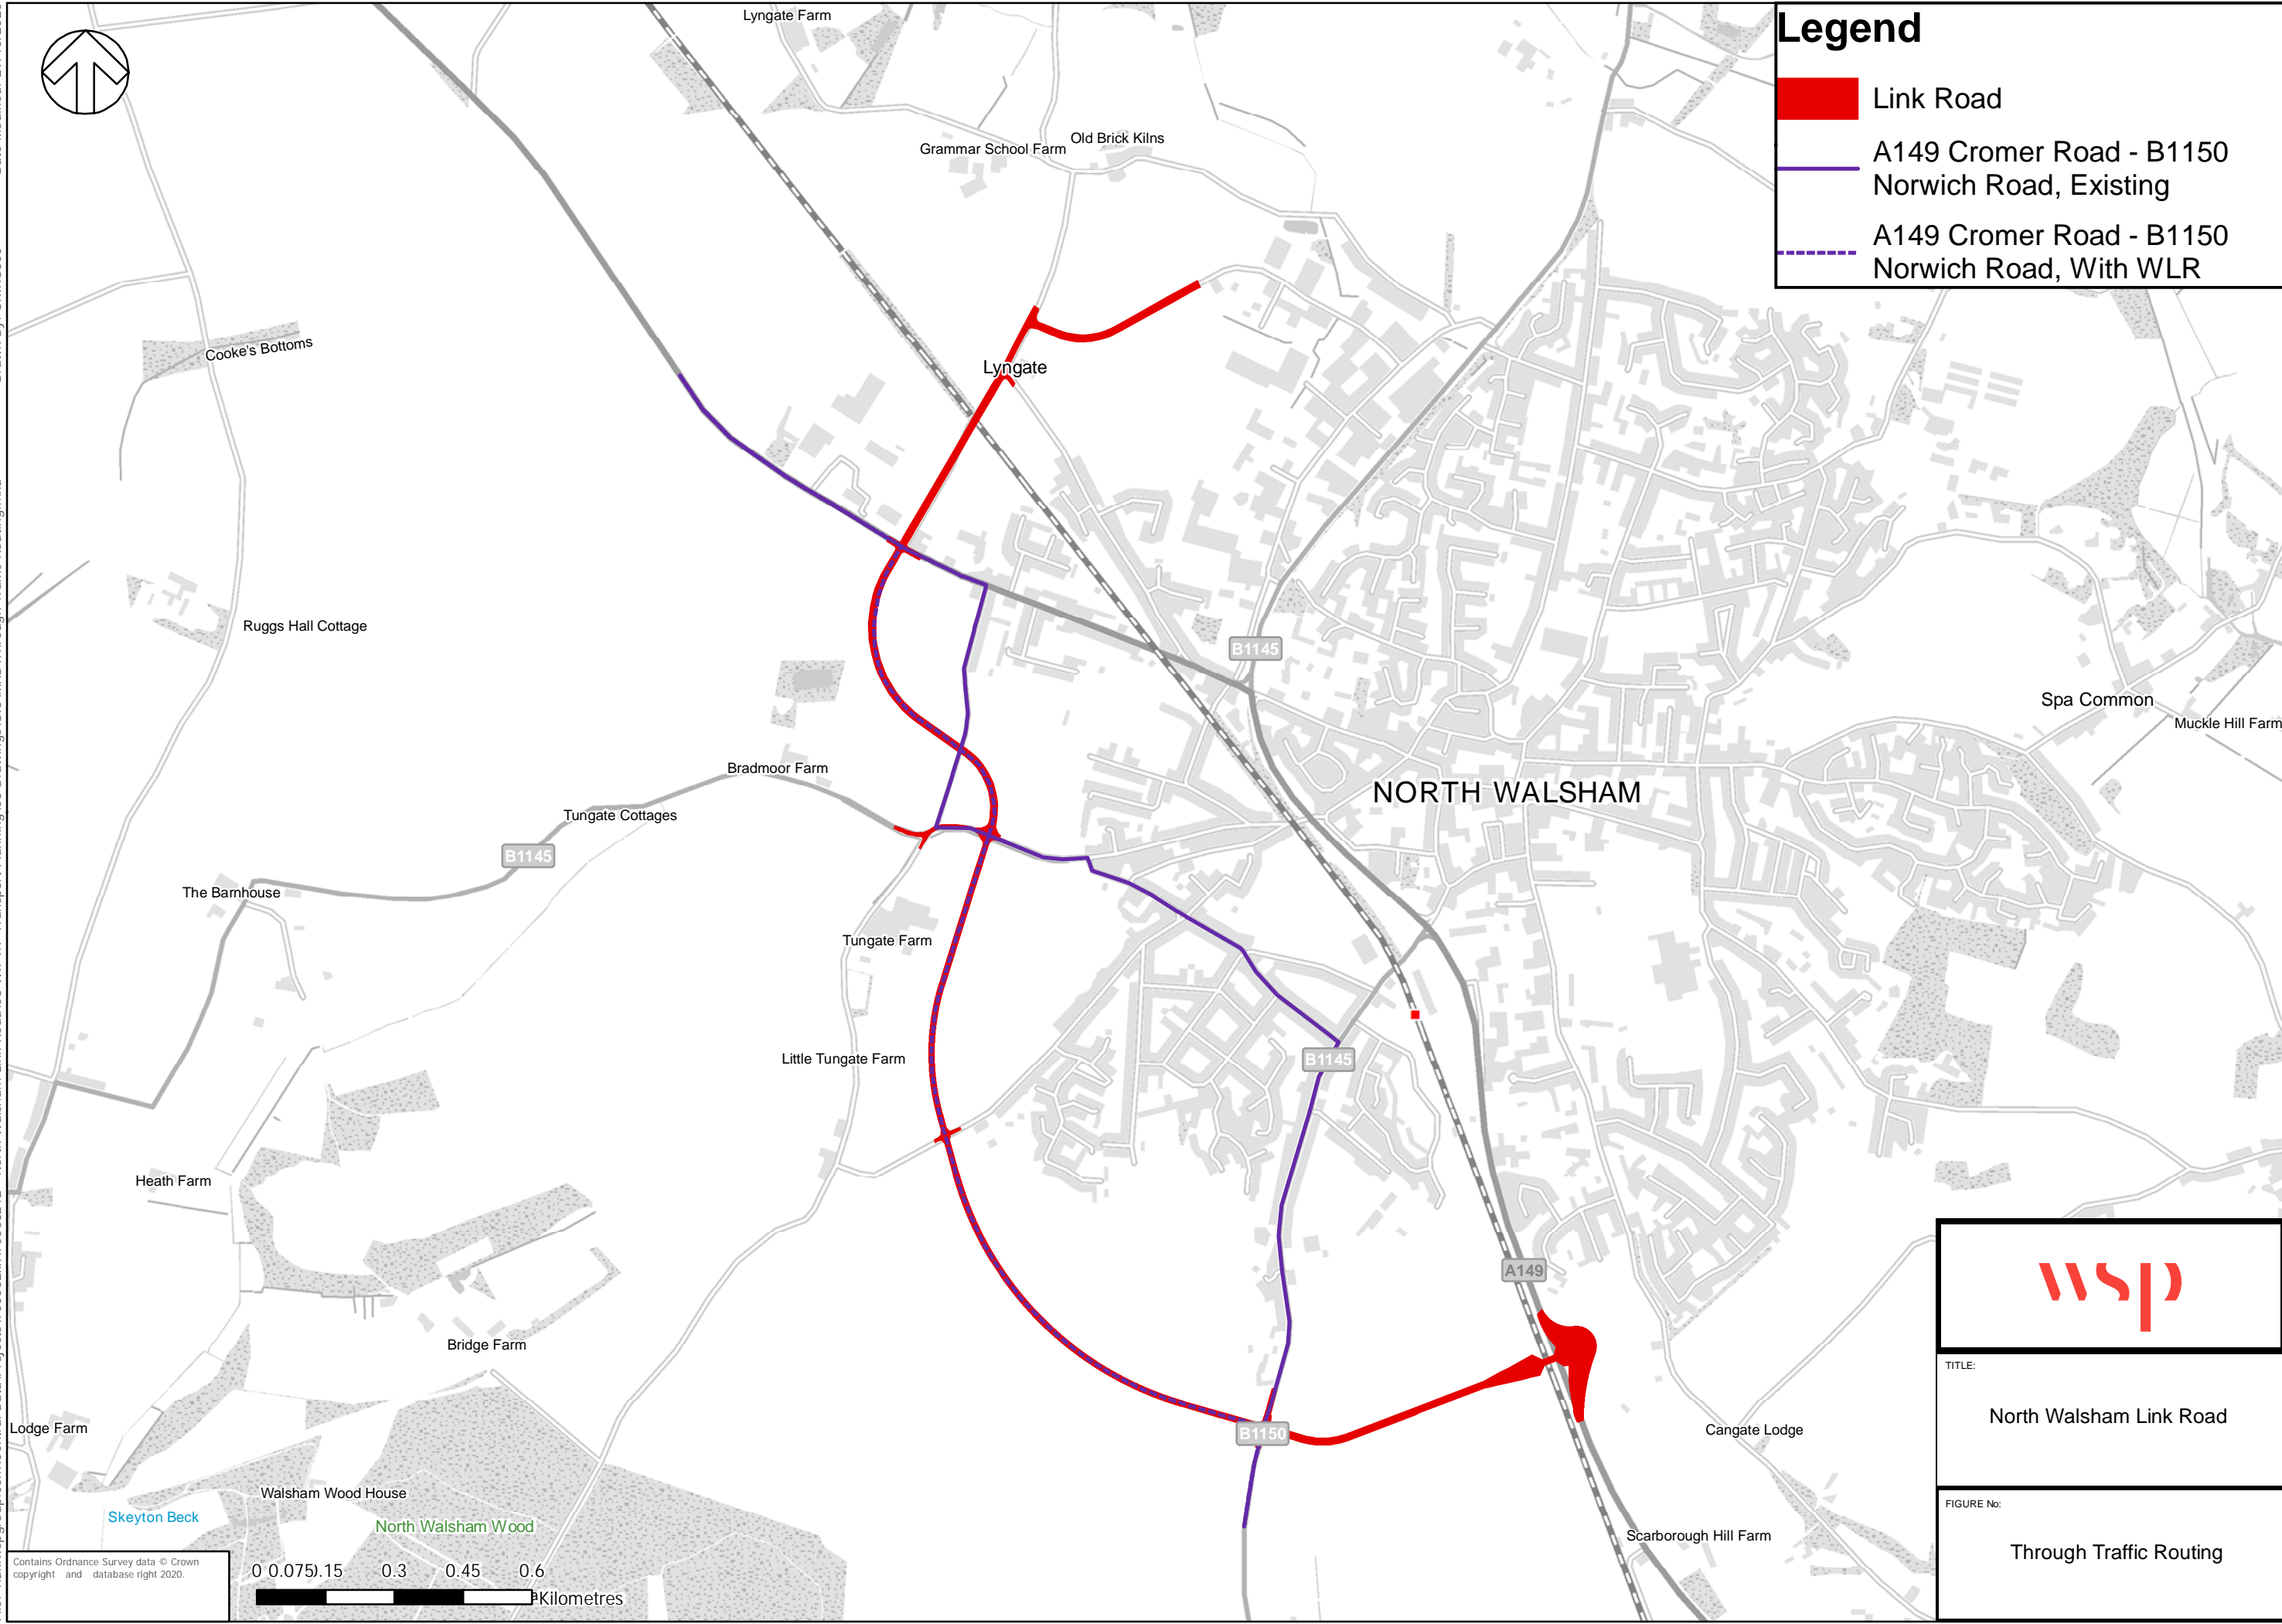 Legend
Link Road
A149 Cromer Road - B1150
Norwich Road, Existing
A149 Cromer Road - B1150
Norwich Road, With WLR
Lyngate Farm
Old Brick Kilns
Grammar School Farm
Cooke's Bottoms
Lyngate
Ruggs Hall Cottage
B1145
Spa Common
Muckle Hill Farm
Bradmoor Farm
NORTH WALSHAM
Tungate Cottages
B1145
The Barnhouse
Tungate Farm
Little Tungate Farm
B1145
Heath Farm
A149
Bridge Farm
Lodge Farm
B1150
Cangate Lodge
Walsham Wood House
Skeyton Beck
North Walsham Wood
Scarborough Hill Farm
wsp
TITLE:
North Walsham Link Road
FIGURE No:
Through Traffic Routing
Contains Ordnance Survey data © Crown
copyright and database right 2020.
0 0.075 0.15 0.3 0.45 0.6
Kilometres